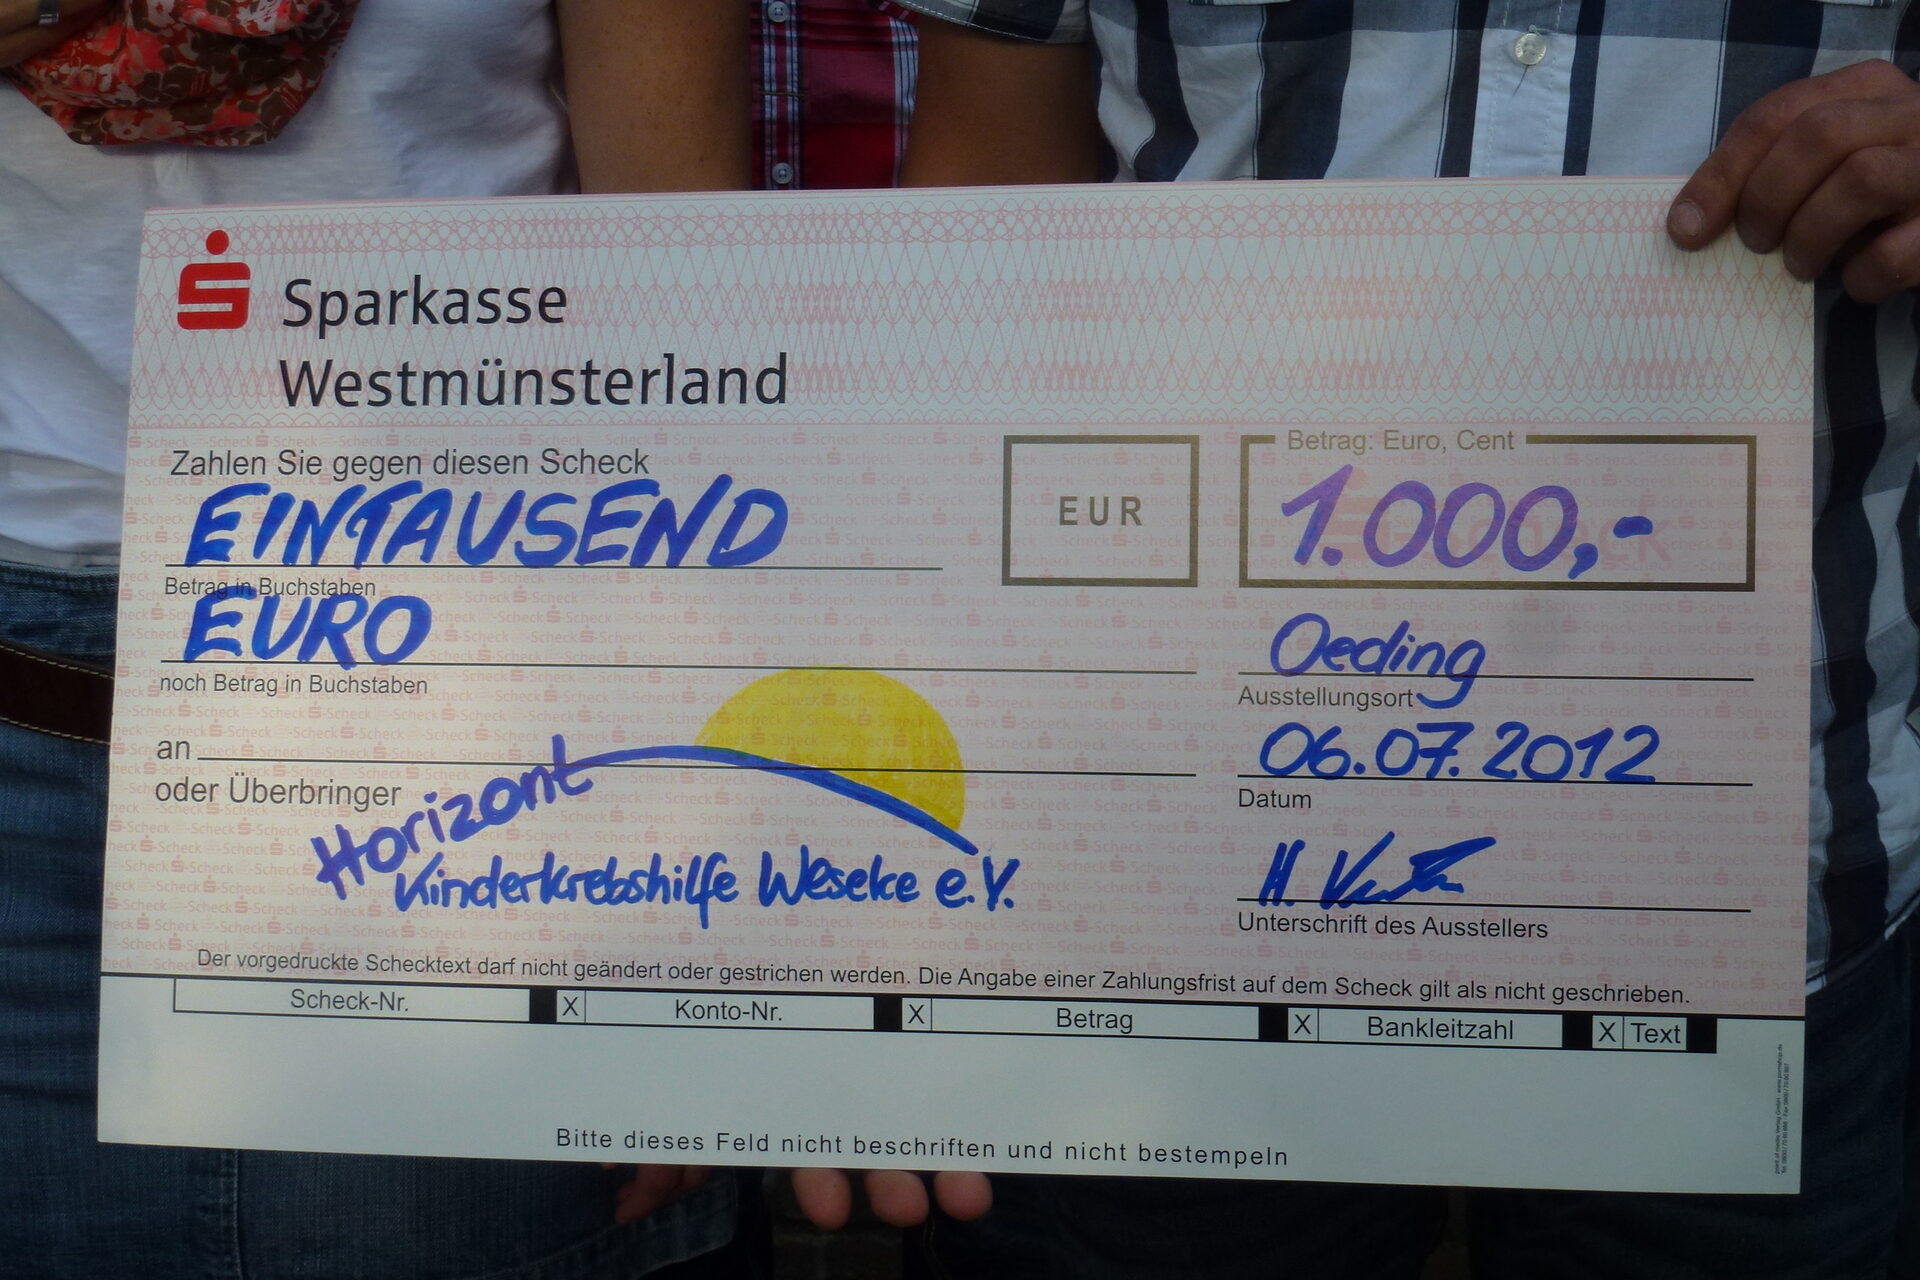 Sparkasse
Westmünsterland
Zahlen Sie gegen diesen Scheck
EINTAUSEND
Betrag in Buchstaben
EURO
noch Betrag in Buchstaben
EUR
Betrag: Euro, Cent
1.000,-
Oeding
Ausstellungsort
06.07.2012
Datum
an
oder Überbringer
Horizont
Kinderkrebshilfe Weseke e.V.
H.
Unterschrift des Ausstellers
Der vorgedruckte Schecktext darf nicht geändert oder gestrichen werden. Die Angabe einer Zahlungsfrist auf dem Scheck gilt als nicht geschrieben.
Scheck-Nr. X Konto-Nr. X Betrag X Bankleitzahl X Text
Bitte dieses Feld nicht beschriften und nicht bestempeln